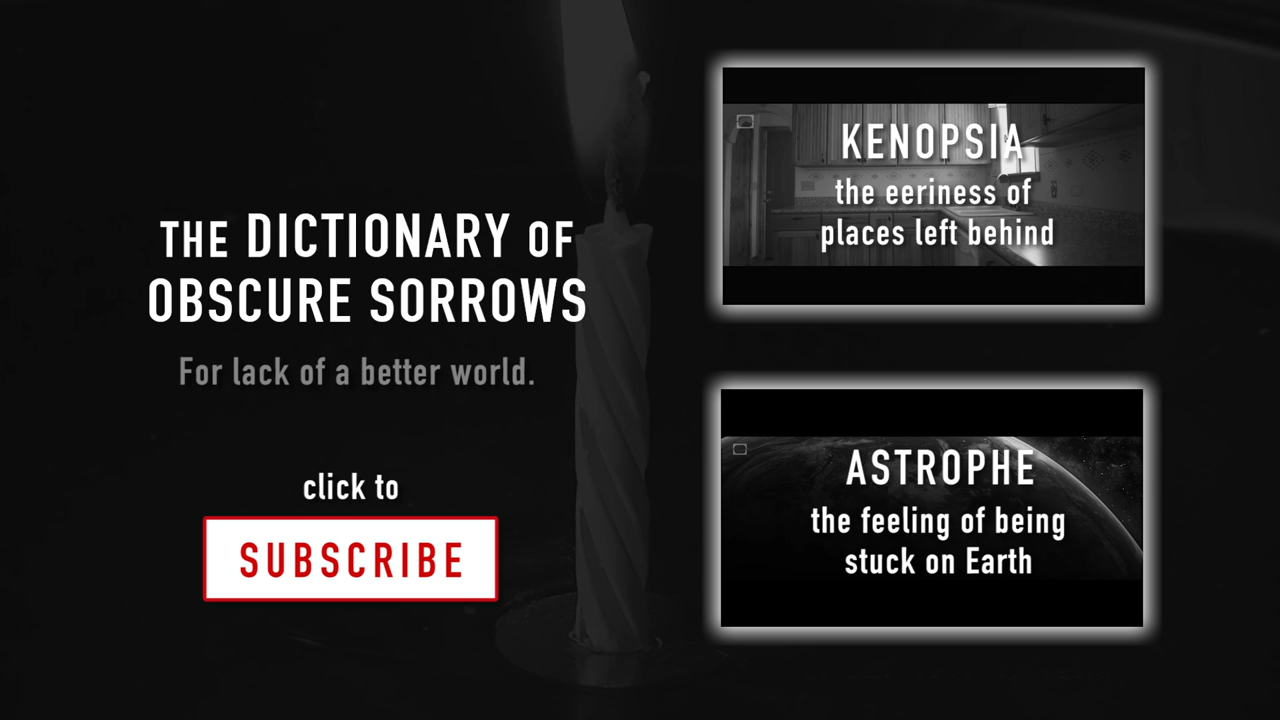 THE DICTIONARY OF
OBSCURE SORROWS
For lack of a better world.
click to
SUBSCRIBE
KENOPSIA
the eeriness of
places left behind
ASTROPHE
the feeling of being
stuck on Earth